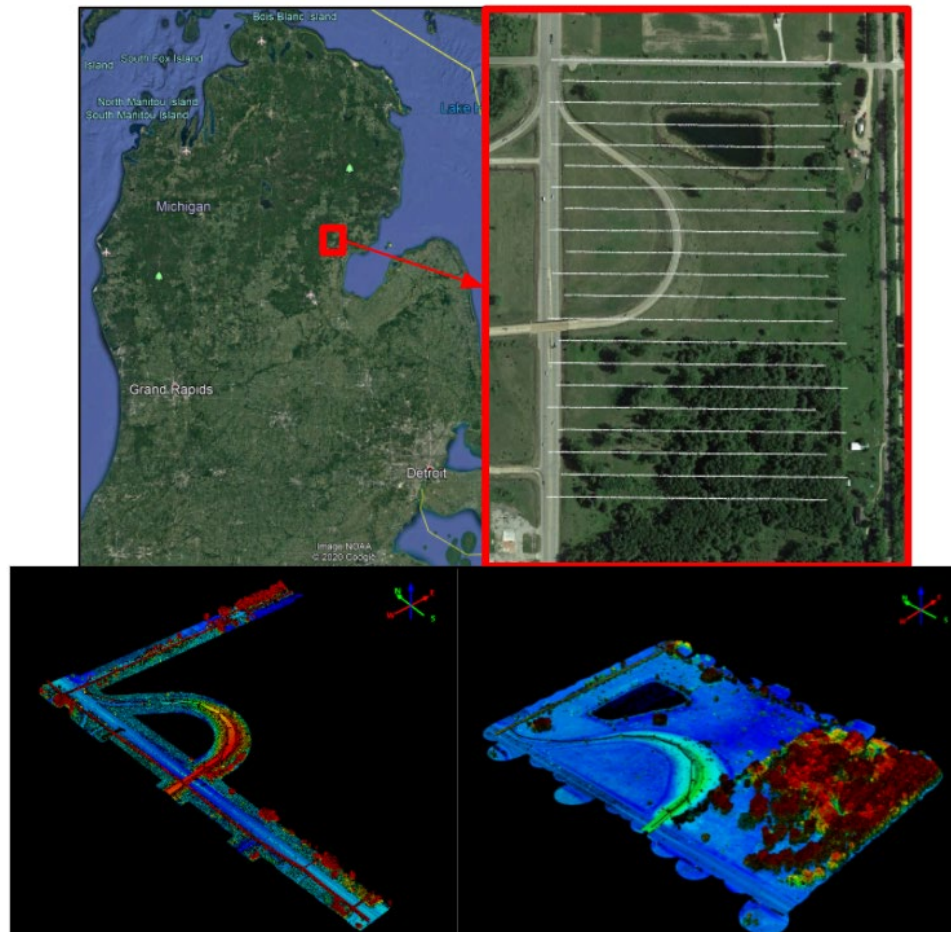 Bois Blanc Island
South Fox Island
Island
North Manitou Island
South Manitou Island
Michigan
Grand Rapids
Detroit
Image NOAA
© 2020 Google
N
E
W
S